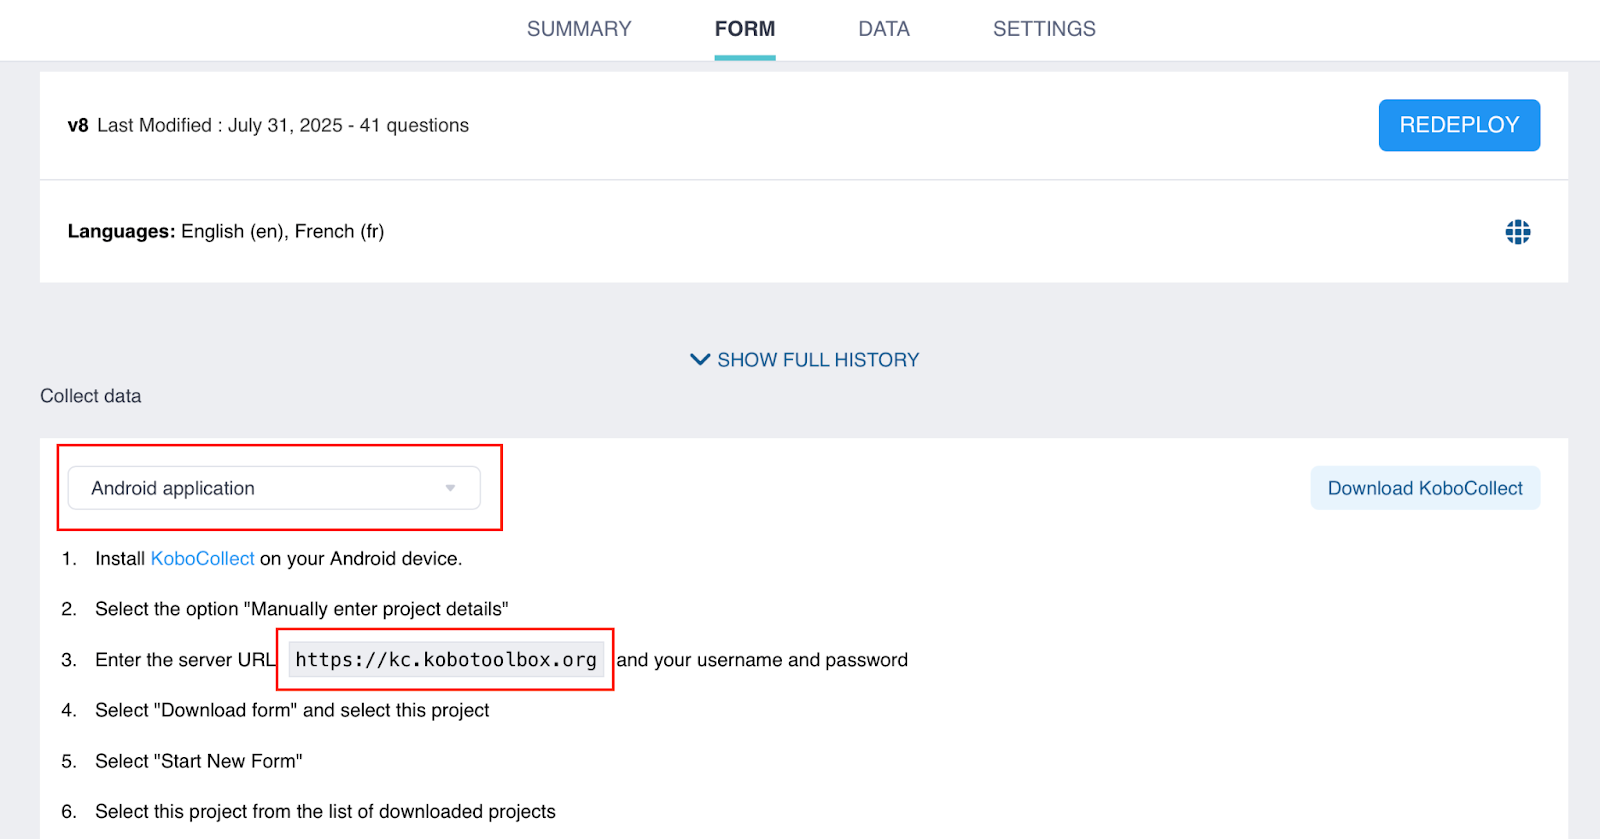 SUMMARY FORM DATA SETTINGS
v8 Last Modified : July 31, 2025 - 41 questions
REDEPLOY
Languages: English (en), French (fr)
SHOW FULL HISTORY
Collect data
Android application
Download KoboCollect
1. Install KoboCollect on your Android device.
2. Select the option "Manually enter project details"
3. Enter the server URL https://kc.kobotoolbox.org and your username and password
4. Select "Download form" and select this project
5. Select "Start New Form"
6. Select this project from the list of downloaded projects